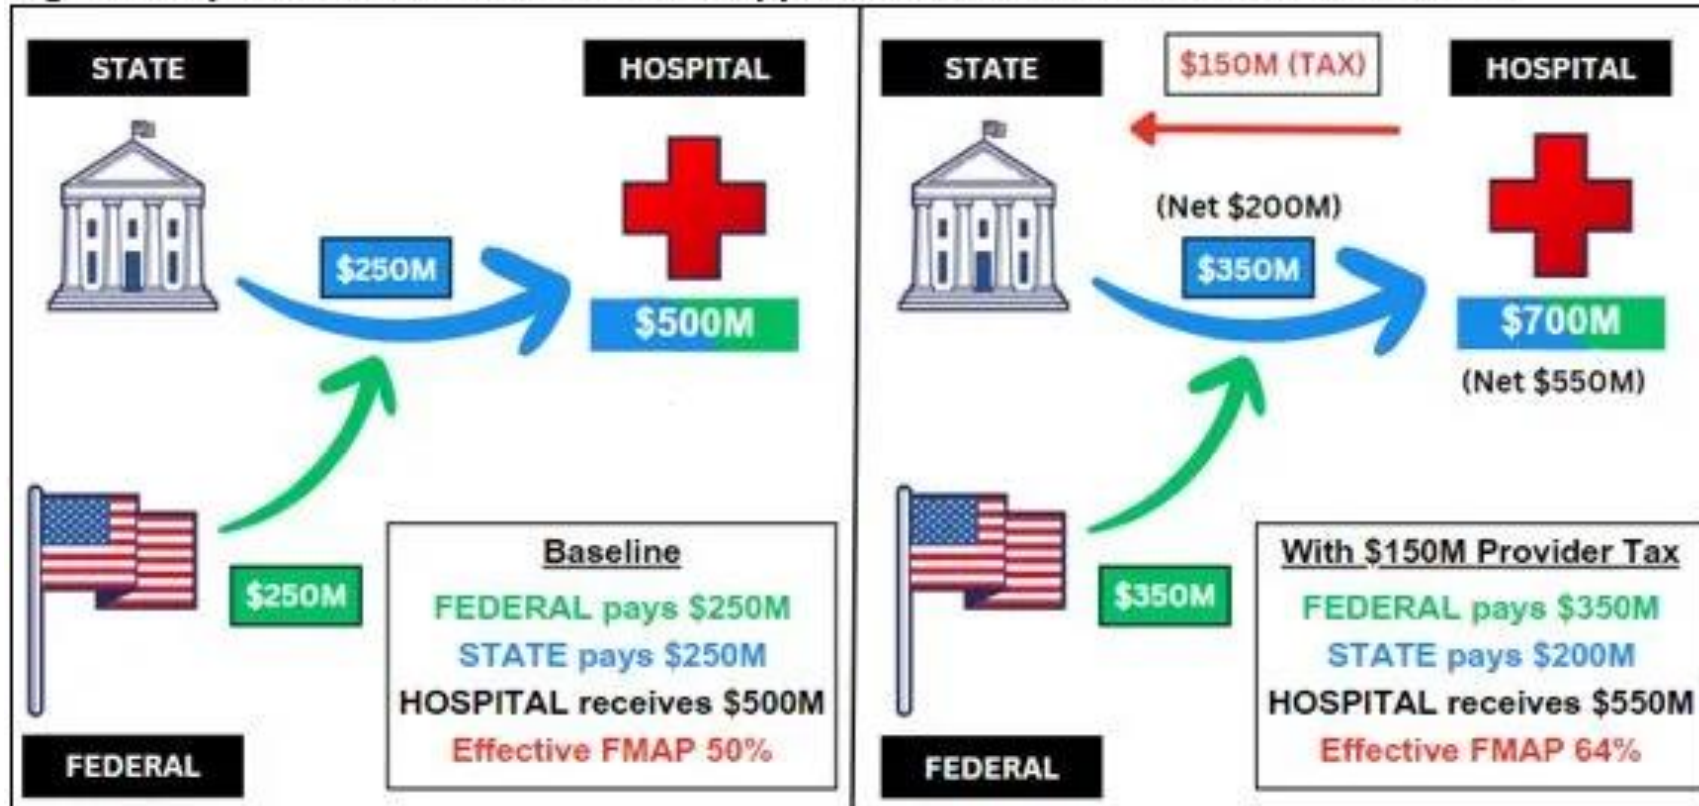 STATE
HOSPITAL
$250M
$500M
$250M
FEDERAL
Baseline
FEDERAL pays $250M
STATE pays $250M
HOSPITAL receives $500M
Effective FMAP 50%
STATE
$150M (TAX)
HOSPITAL
(Net $200M)
$350M
$700M
(Net $550M)
$350M
FEDERAL
With $150M Provider Tax
FEDERAL pays $350M
STATE pays $200M
HOSPITAL receives $550M
Effective FMAP 64%